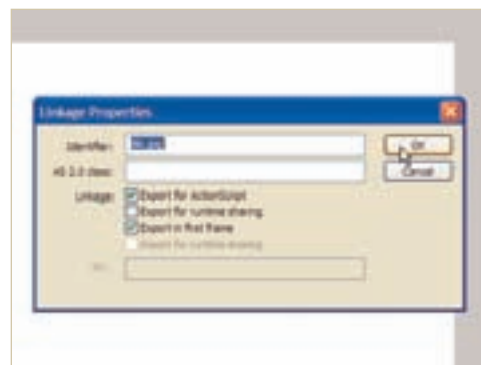 Linkage Properties
Identifier:
OK
AS 2.0 class:
Cancel
Linkage: Export for ActionScript
Export for runtime sharing
Export in first frame
Import for runtime sharing